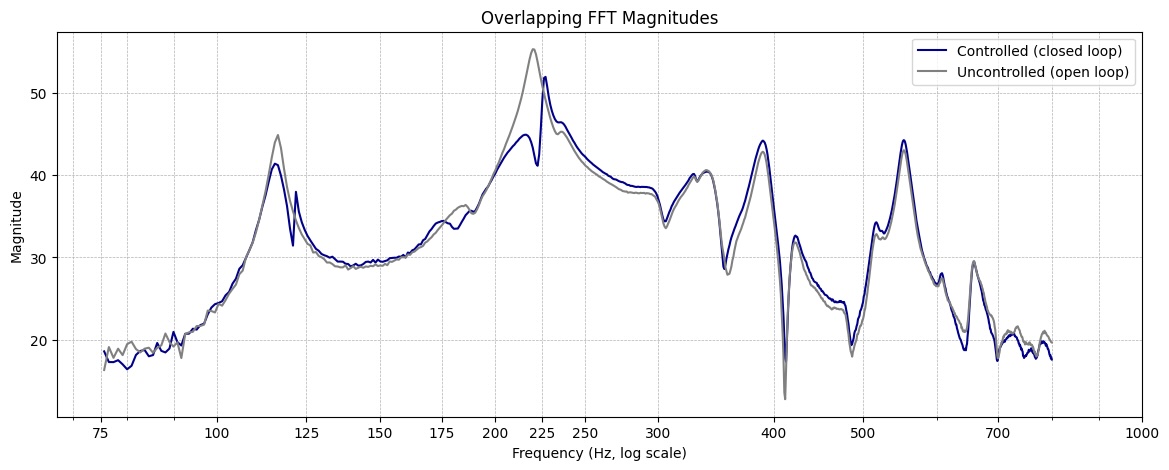 Overlapping FFT Magnitudes
Controlled (closed loop)
Uncontrolled (open loop)
Magnitude
50
40
30
20
75 100 125 150 175 200 225 250 300 400 500 700 1000
Frequency (Hz, log scale)